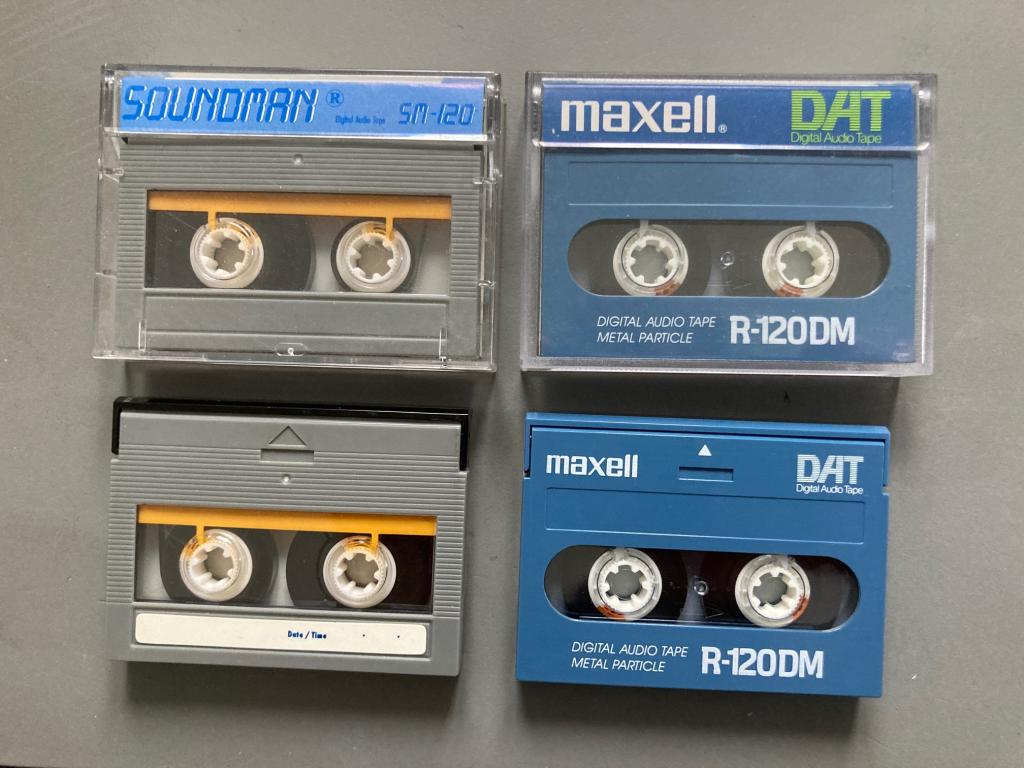 SOUNDMAN ® Digital Audio Tape SM-120
maxell® DAT
Digital Audio Tape
DIGITAL AUDIO TAPE
METAL PARTICLE R-120DM
Date / Time
maxell DAT
Digital Audio Tape
DIGITAL AUDIO TAPE
METAL PARTICLE R-120DM